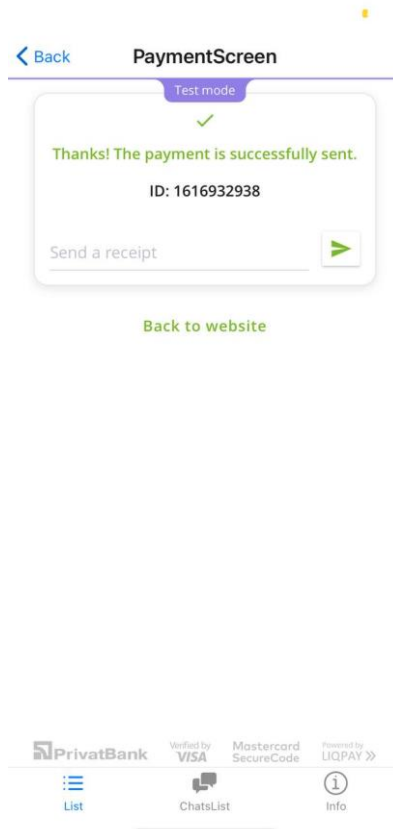 Back
PaymentScreen
Test mode
Thanks! The payment is successfully sent.
ID: 1616932938
Send a receipt
Back to website
PrivatBank
Verified by
VISA
Mastercard
SecureCode
Powered by
LIQPAY
List
ChatsList
Info